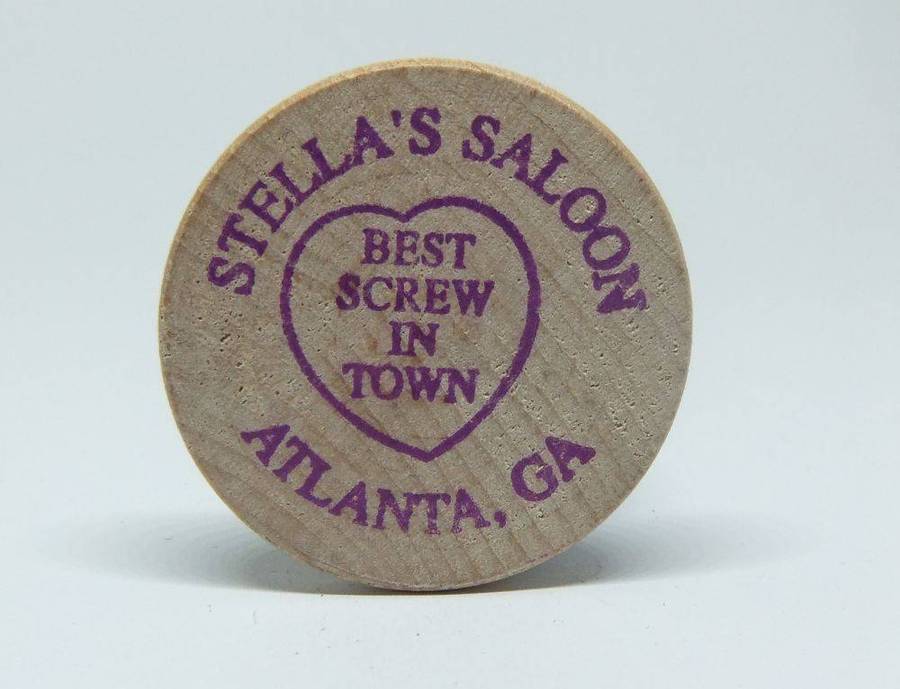 STELLA'S SALOON
BEST
SCREW
IN
TOWN
ATLANTA, GA